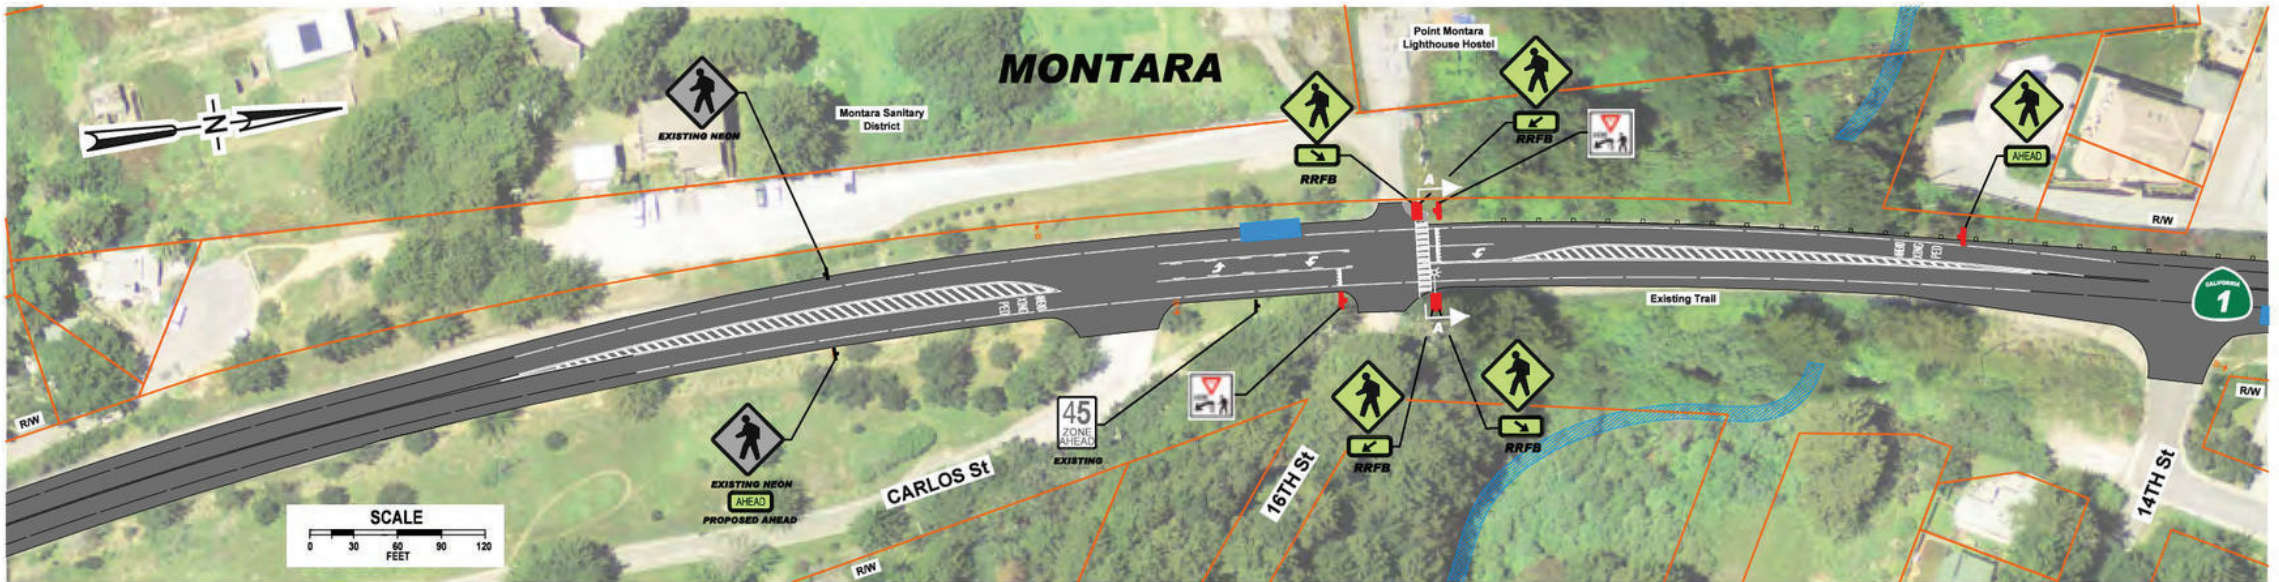 MONTARA
Point Montara
Lighthouse Hostel
N
EXISTING NEON
Montara Sanitary
District
RRFB
RRFB
AHEAD
A
R/W
AHEAD
XING
PED
AHEAD
XING
PED
Existing Trail
CALIFORNIA
1
A
R/W
R/W
45
ZONE
AHEAD
EXISTING
EXISTING NEON
AHEAD
PROPOSED AHEAD
CARLOS St
16TH St
RRFB
RRFB
14TH St
SCALE
0 30 60 90 120
FEET
R/W